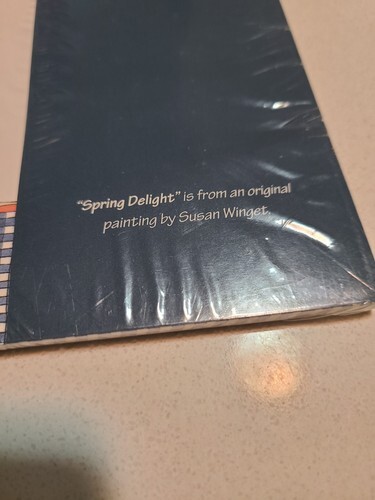 “Spring Delight” is from an original
painting by Susan Winget.